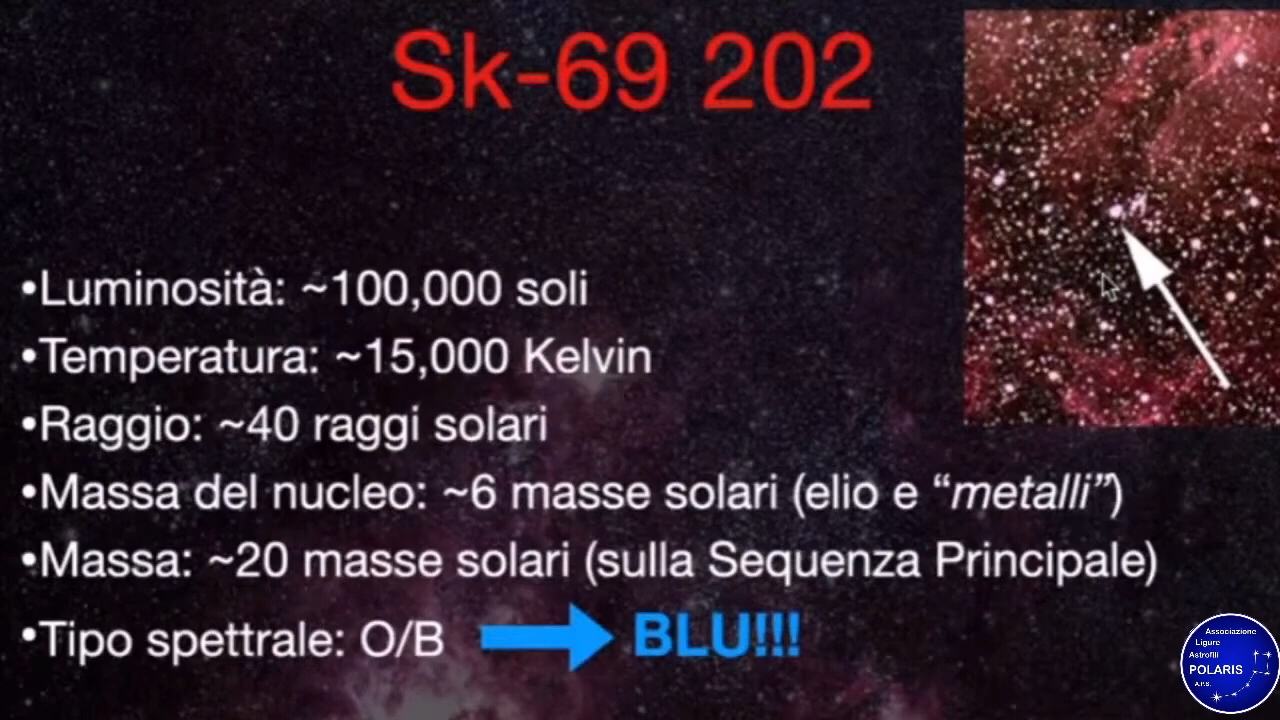 Sk-69 202
•Luminosità: ~100,000 soli
•Temperatura: ~15,000 Kelvin
•Raggio: ~40 raggi solari
•Massa del nucleo: ~6 masse solari (elio e “metalli”)
•Massa: ~20 masse solari (sulla Sequenza Principale)
•Tipo spettrale: O/B BLU!!!
Associazione
Ligure
Astrofili
POLARIS
A.P.S.